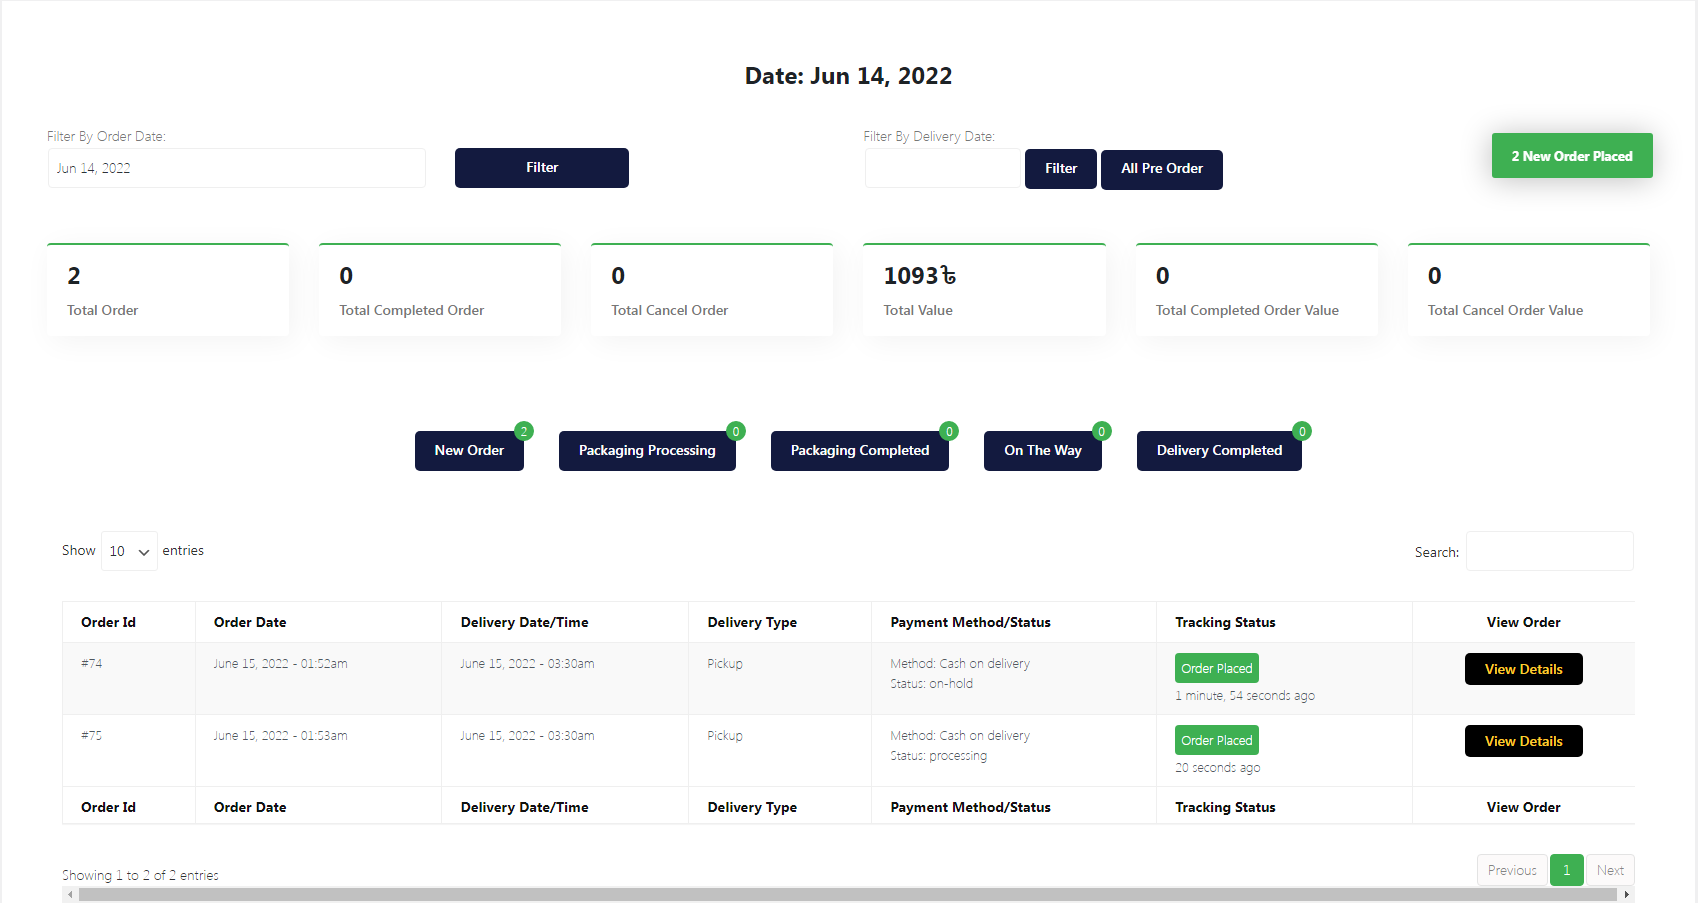 Date: Jun 14, 2022
Filter By Order Date:
Jun 14, 2022
Filter
Filter By Delivery Date:
Filter
All Pre Order
2 New Order Placed
2
Total Order
0
Total Completed Order
0
Total Cancel Order
1093৳
Total Value
0
Total Completed Order Value
0
Total Cancel Order Value
New Order 2
Packaging Processing 0
Packaging Completed 0
On The Way 0
Delivery Completed 0
Show 10 entries
Search:
Order Id Order Date Delivery Date/Time Delivery Type Payment Method/Status Tracking Status View Order
#74 June 15, 2022 - 01:52am June 15, 2022 - 03:30am Pickup Method: Cash on delivery Order Placed View Details
Status: on-hold 1 minute, 54 seconds ago
#75 June 15, 2022 - 01:53am June 15, 2022 - 03:30am Pickup Method: Cash on delivery Order Placed View Details
Status: processing 20 seconds ago
Order Id Order Date Delivery Date/Time Delivery Type Payment Method/Status Tracking Status View Order
Showing 1 to 2 of 2 entries
Previous 1 Next